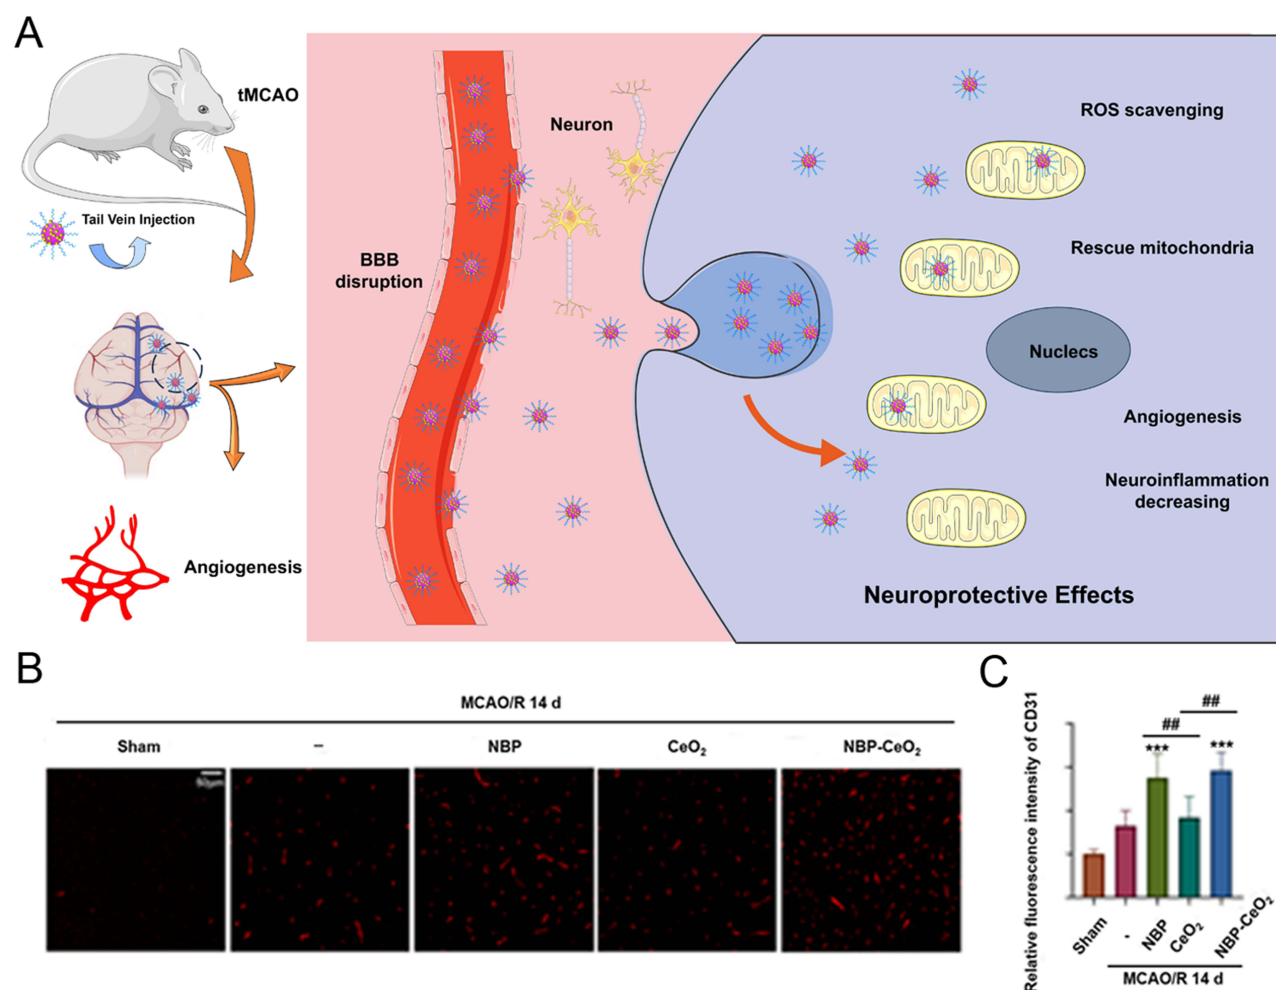 A
tMCAO
Tail Vein Injection
Angiogenesis
BBB
disruption
Neuron
ROS scavenging
Rescue mitochondria
Nuclecs
Angiogenesis
Neuroinflammation
decreasing
Neuroprotective Effects
B
MCAO/R 14 d
Sham
–
NBP
CeO₂
NBP-CeO₂
50μm
C
Relative fluorescence intensity of CD31
##
##
***
***
Sham
-
NBP
CeO₂
NBP-CeO₂
MCAO/R 14 d